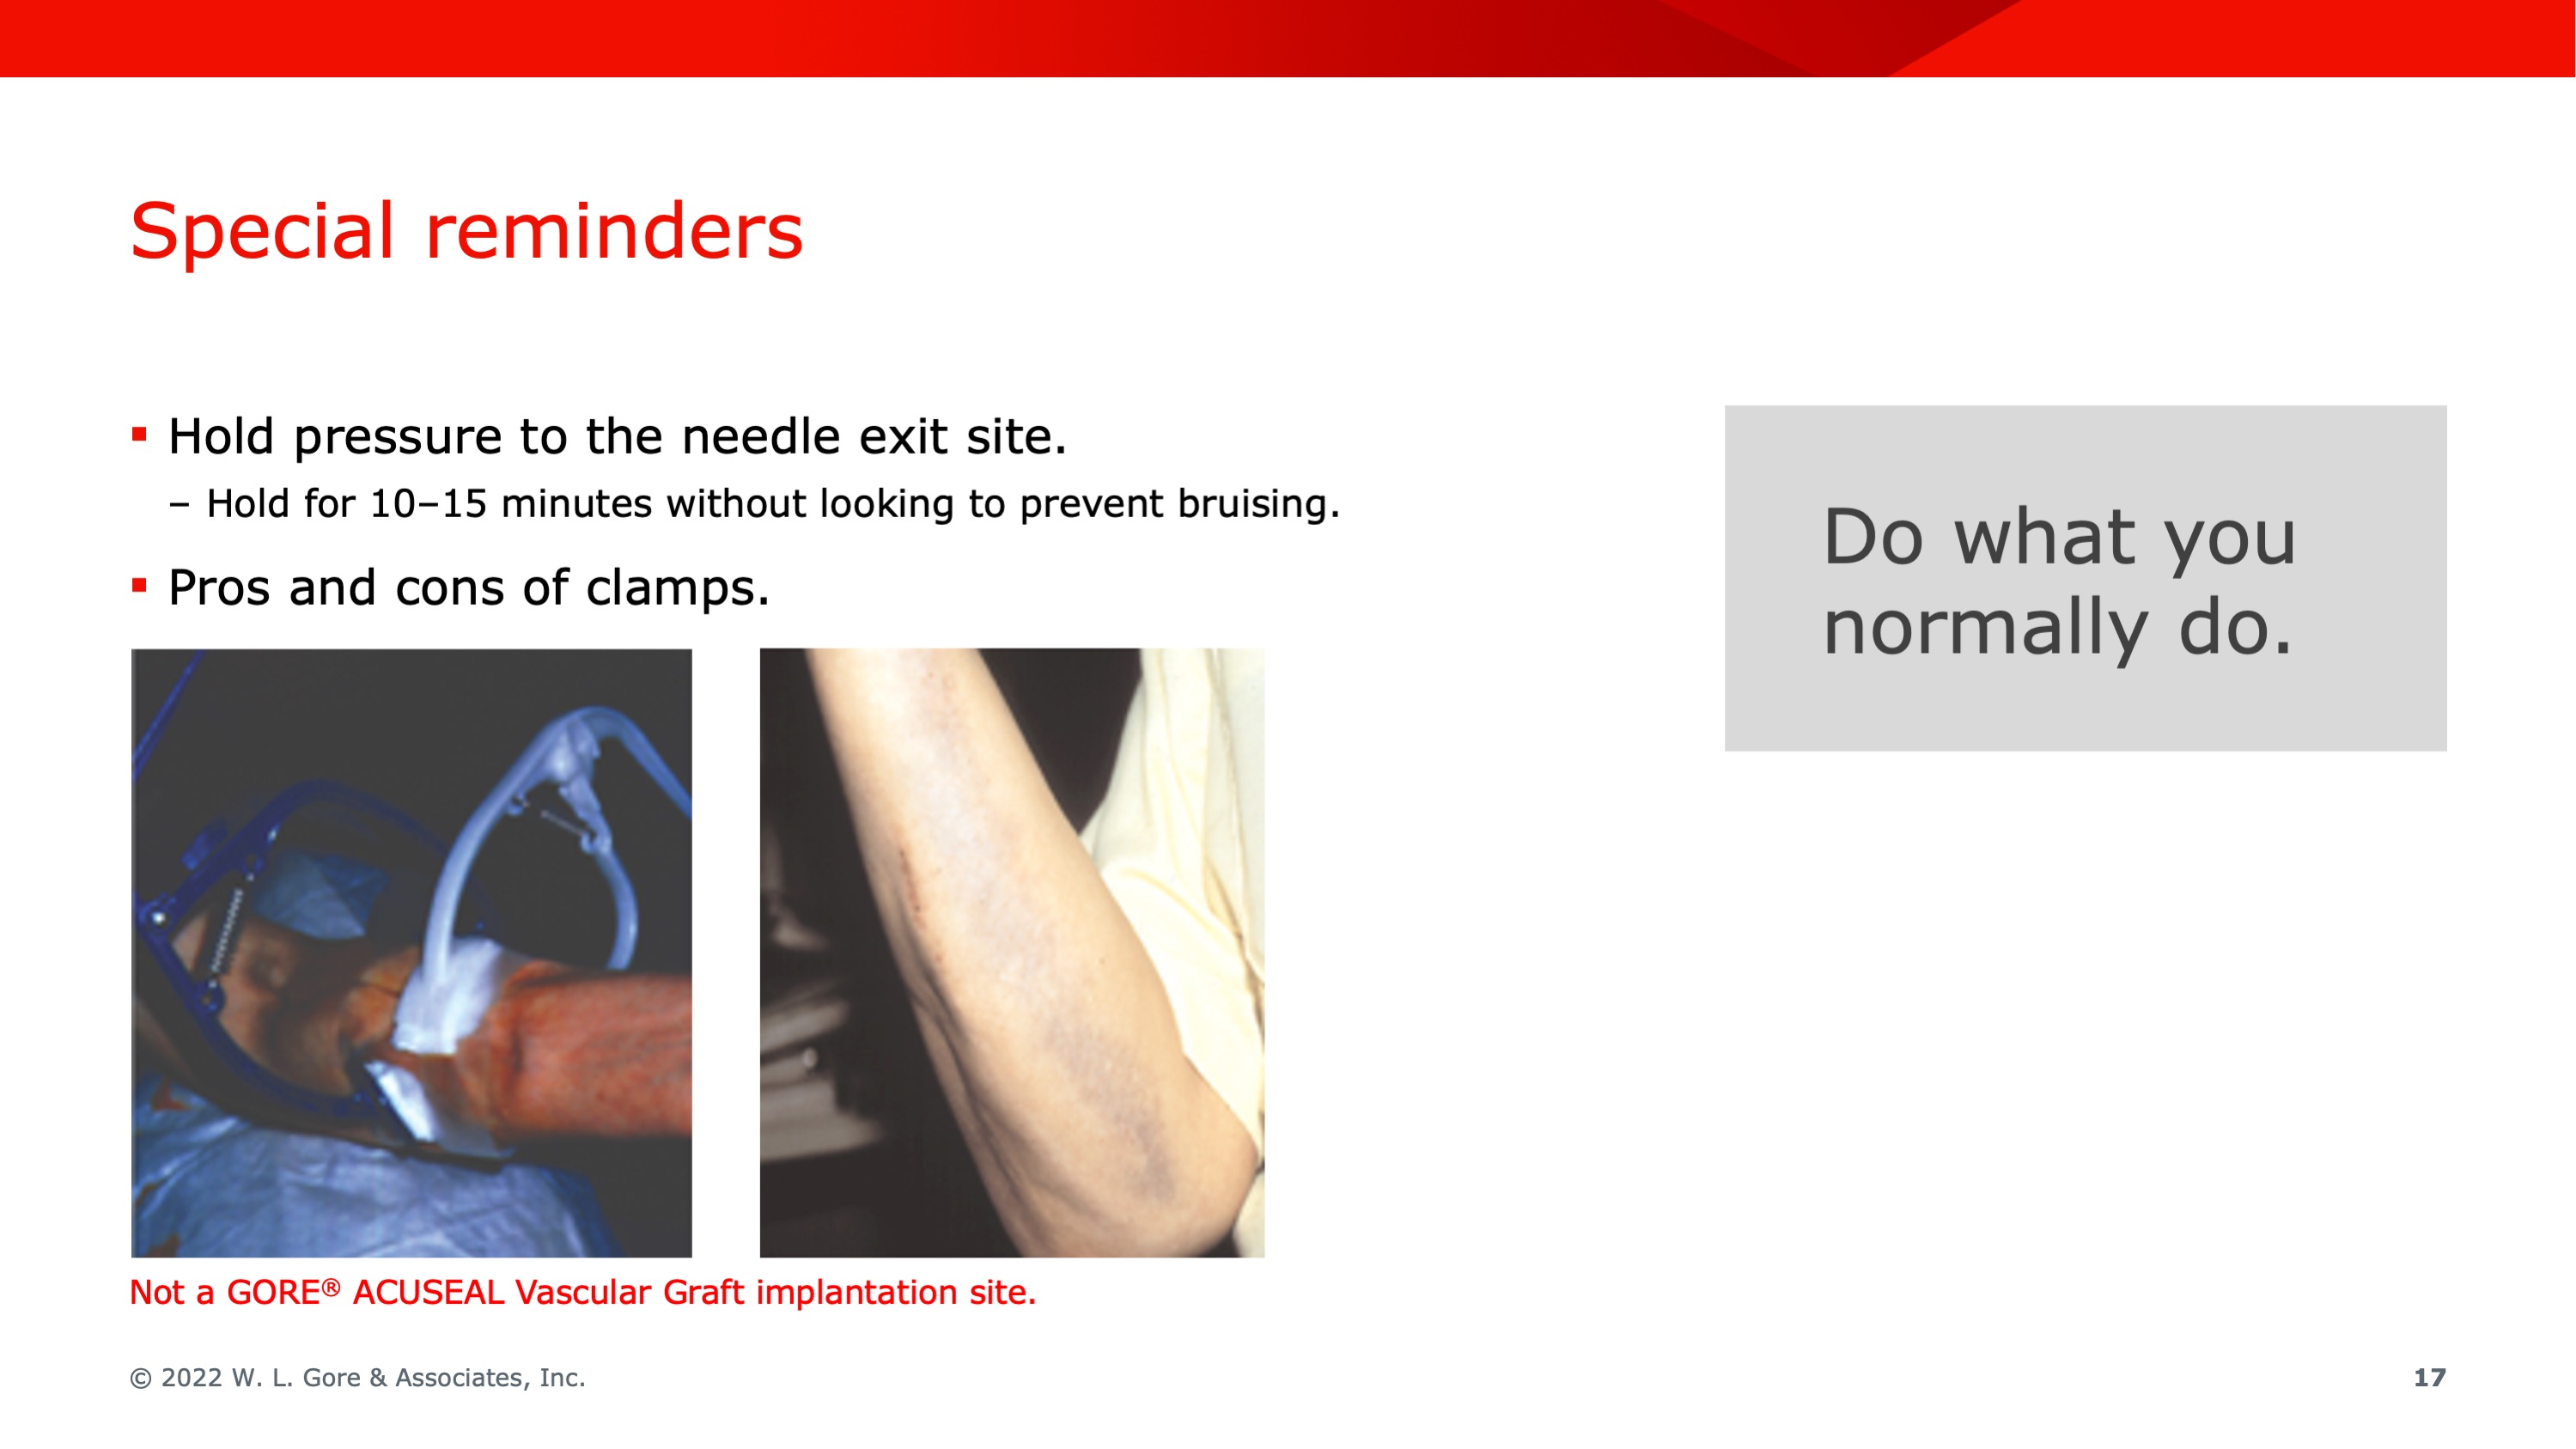 Special reminders
▪ Hold pressure to the needle exit site.
– Hold for 10–15 minutes without looking to prevent bruising.
▪ Pros and cons of clamps.
Do what you
normally do.
Not a GORE® ACUSEAL Vascular Graft implantation site.
© 2022 W. L. Gore & Associates, Inc.
17